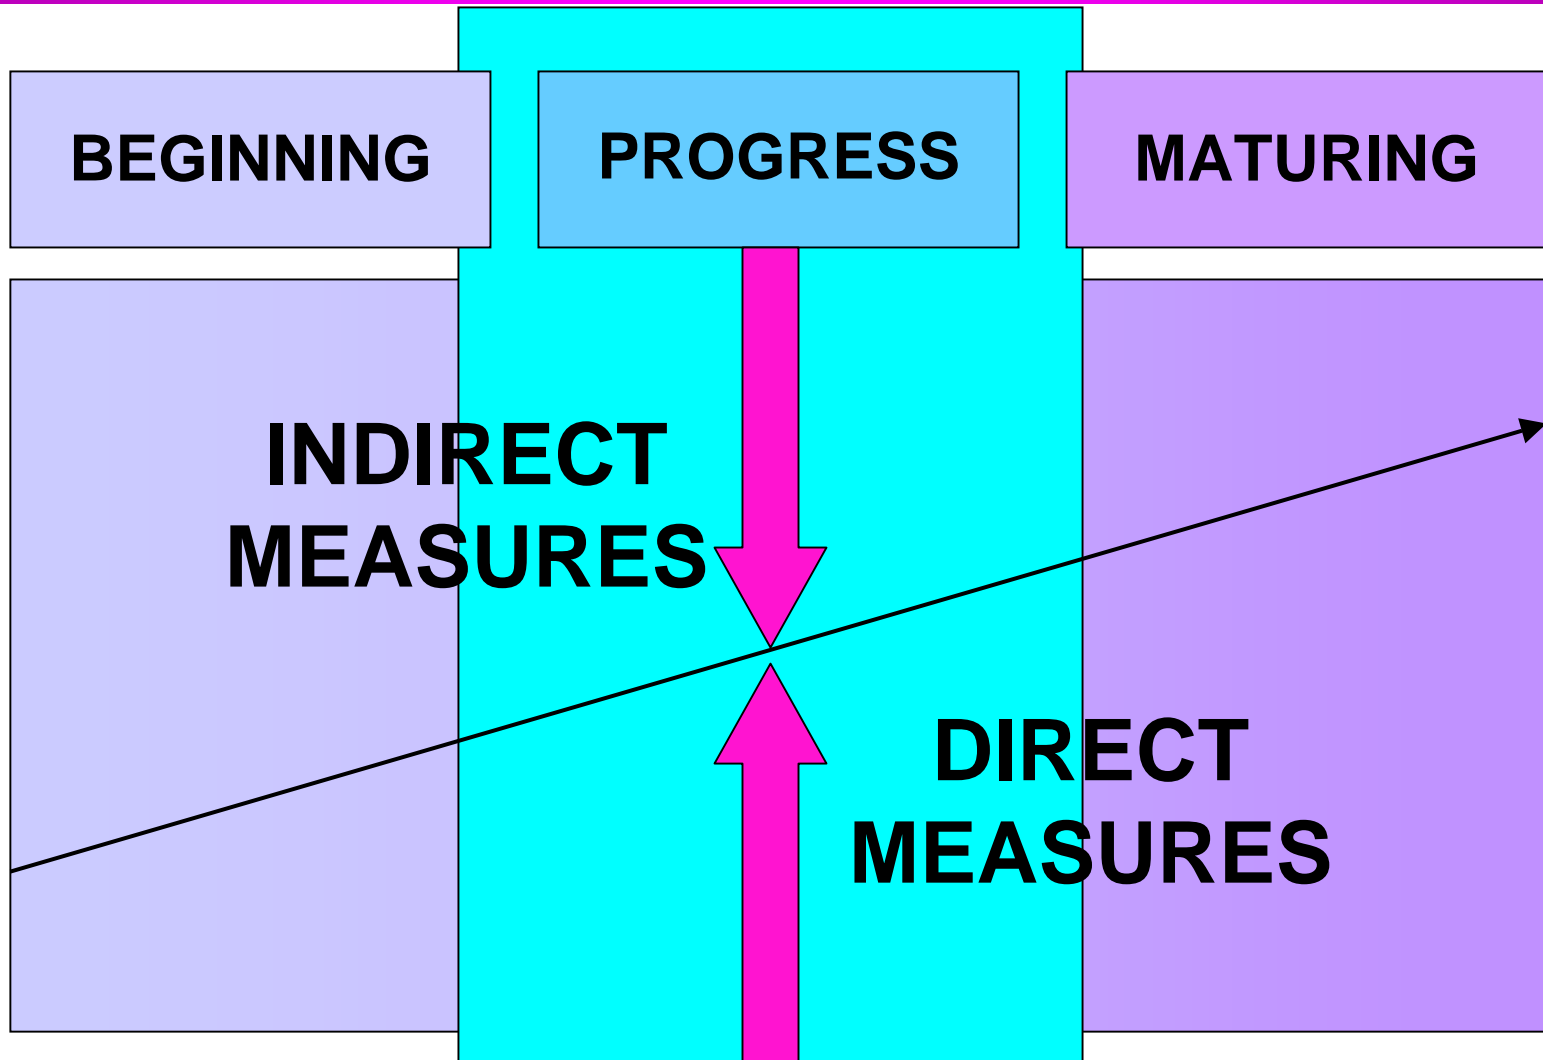 BEGINNING
PROGRESS
MATURING
INDIRECT
MEASURES
DIRECT
MEASURES